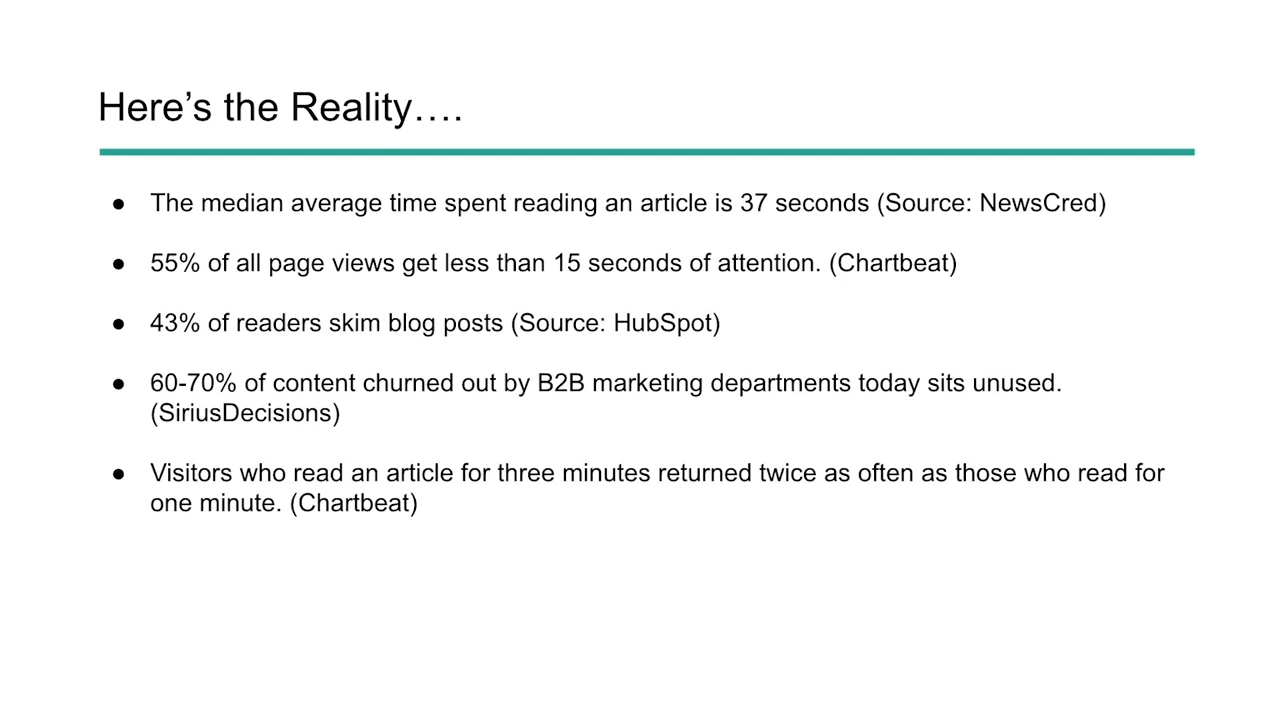 Here’s the Reality….
● The median average time spent reading an article is 37 seconds (Source: NewsCred)
● 55% of all page views get less than 15 seconds of attention. (Chartbeat)
● 43% of readers skim blog posts (Source: HubSpot)
● 60-70% of content churned out by B2B marketing departments today sits unused.
(SiriusDecisions)
● Visitors who read an article for three minutes returned twice as often as those who read for
one minute. (Chartbeat)